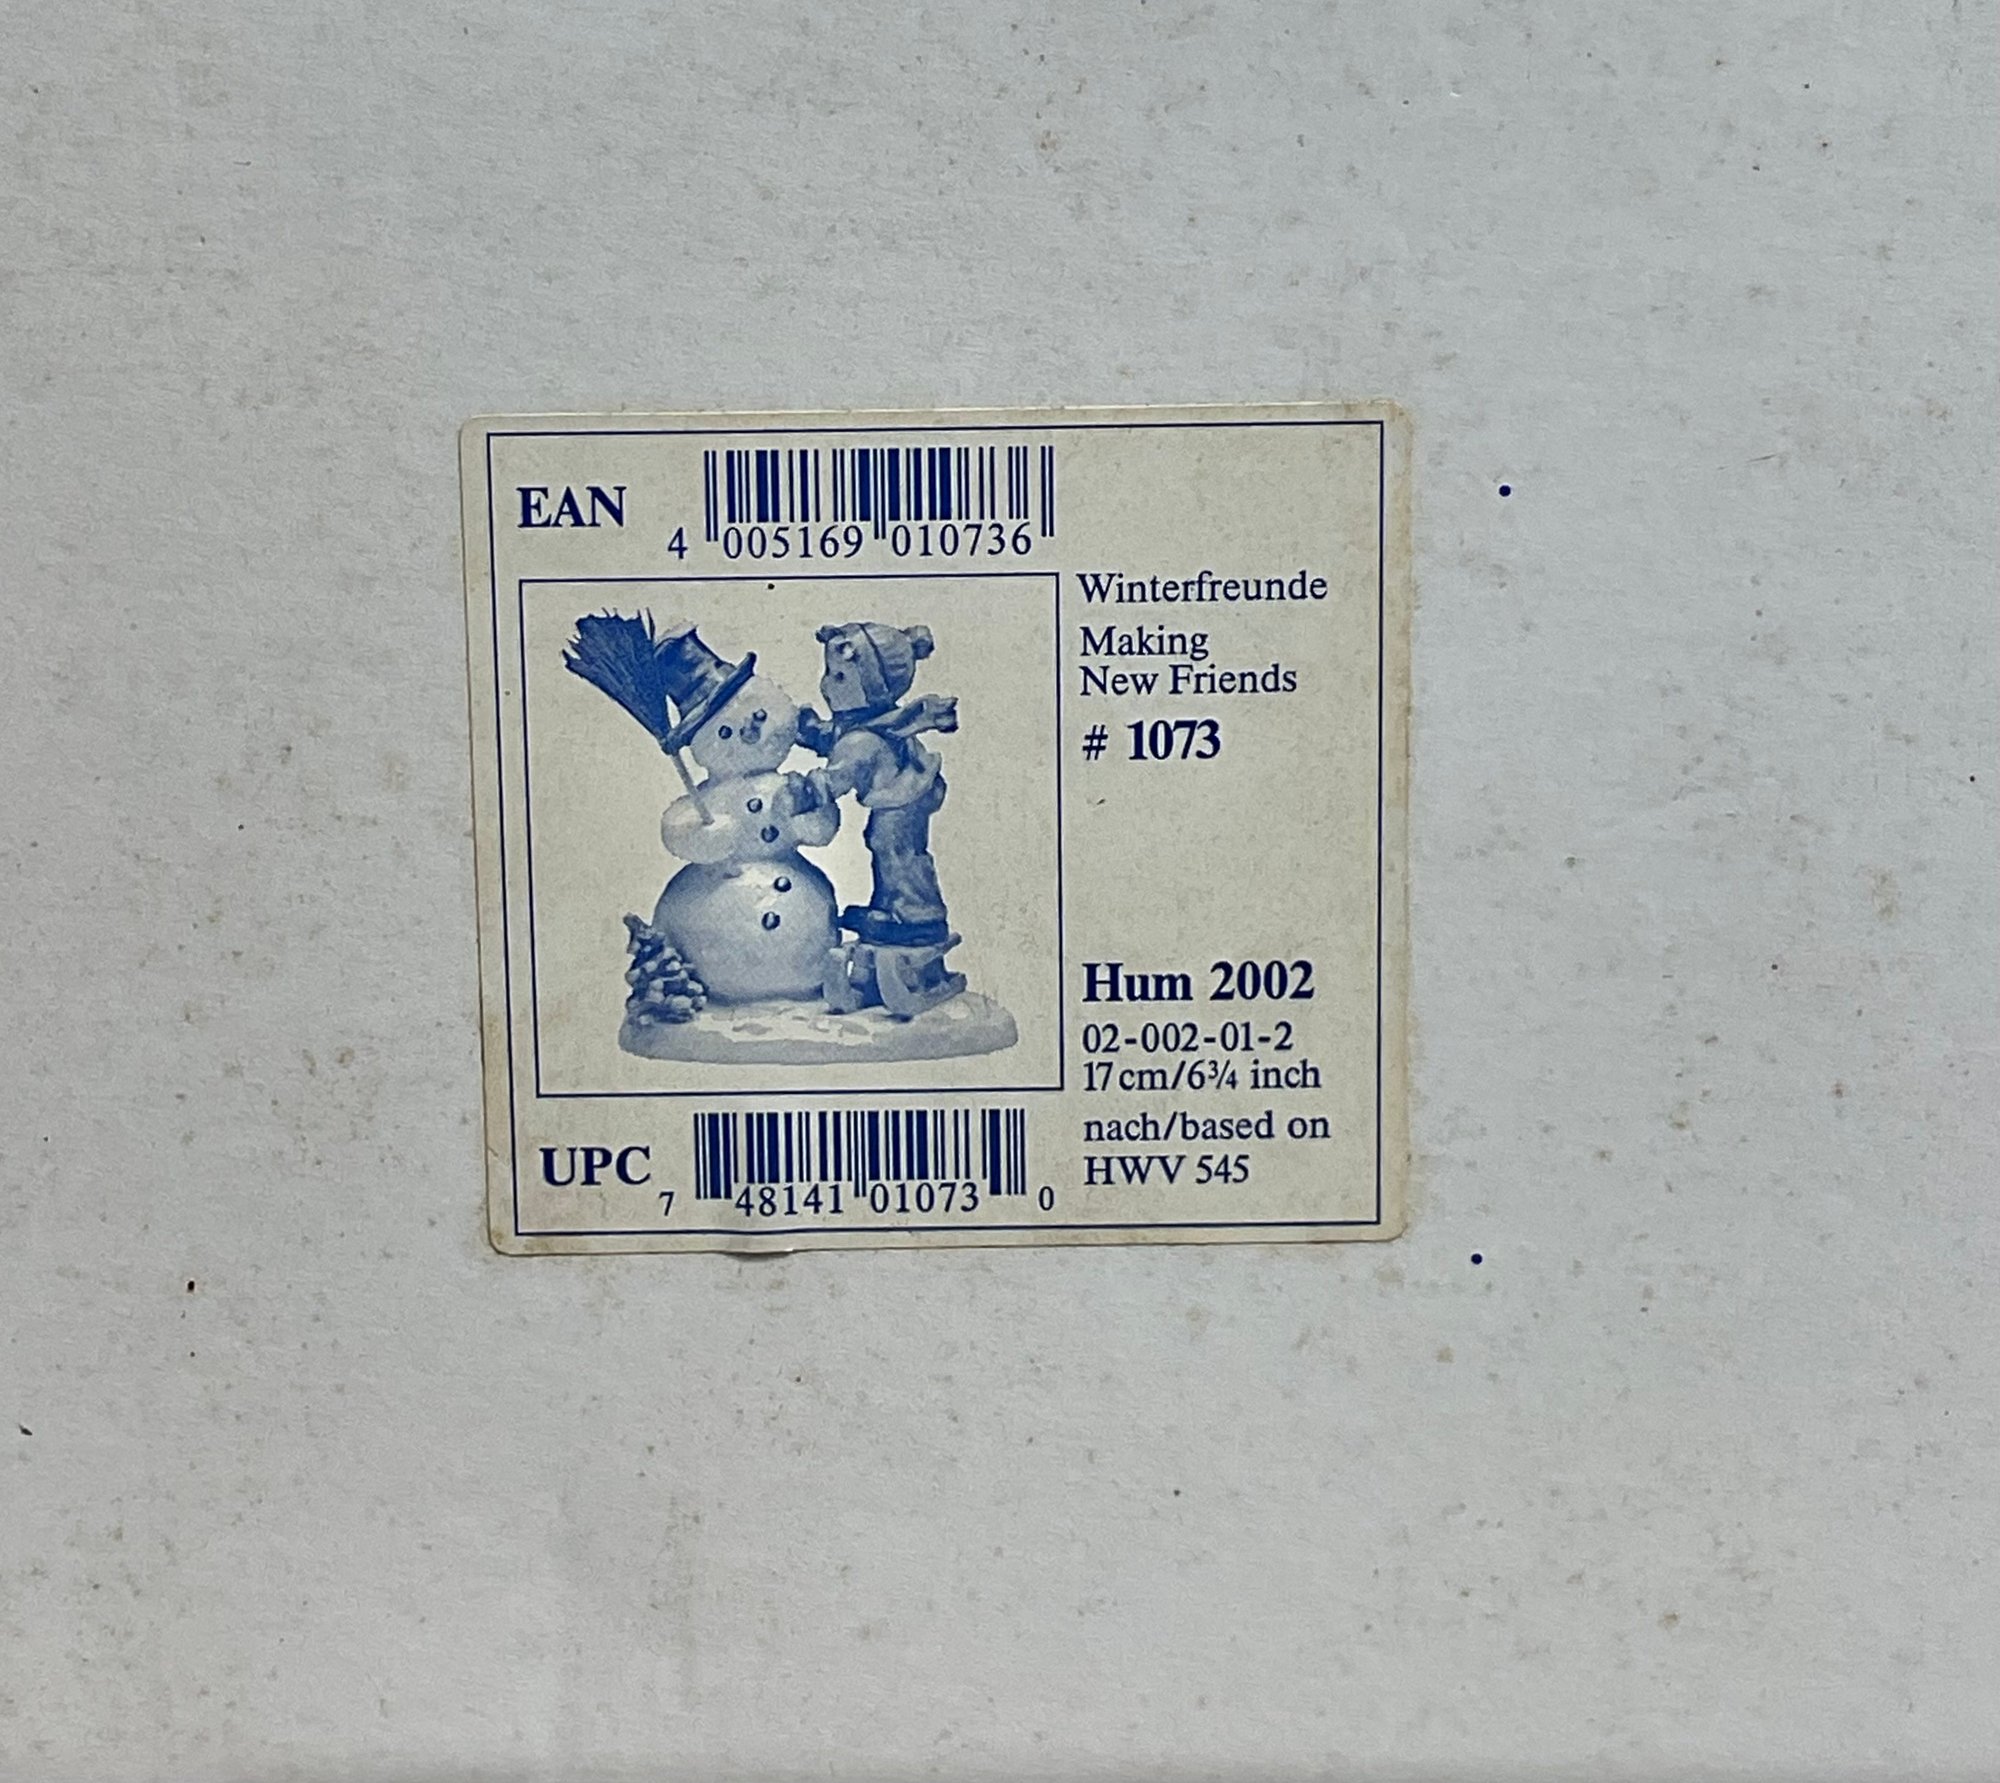 EAN
4 005169 010736
Winterfreunde
Making
New Friends
# 1073
Hum 2002
02-002-01-2
17 cm/6¾ inch
nach/based on
HWV 545
UPC
7 48141 01073 0